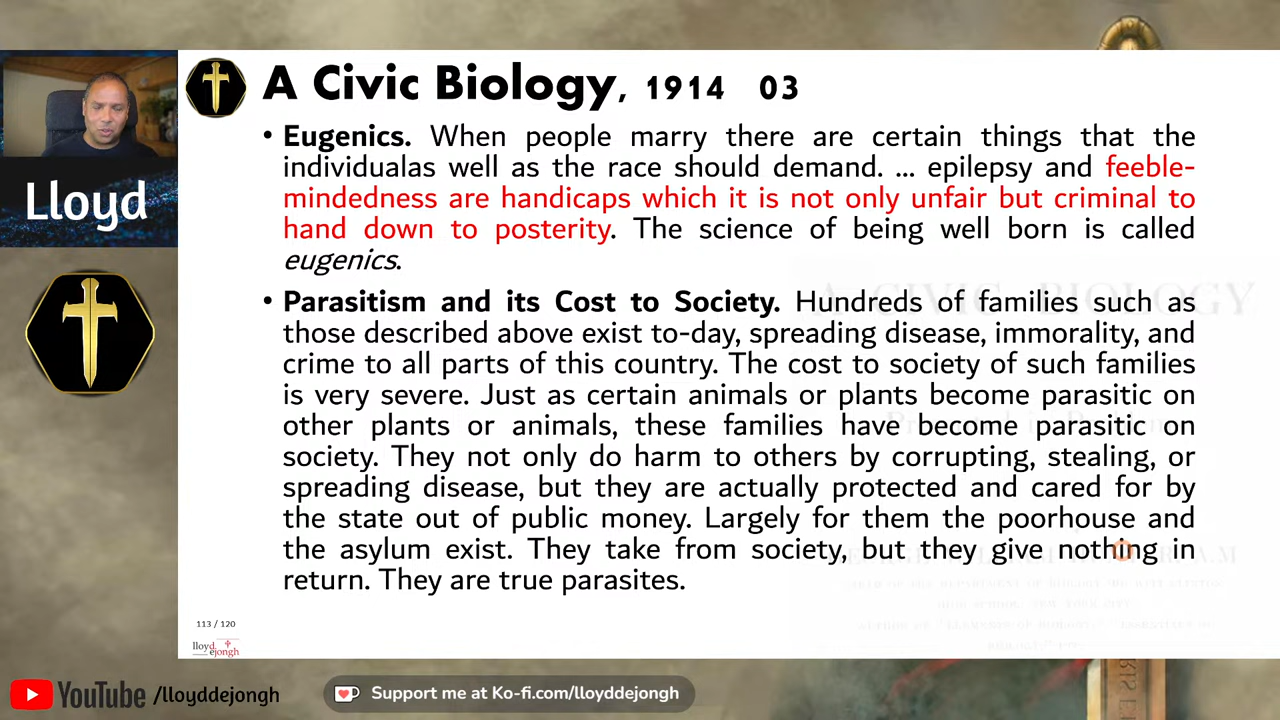 A Civic Biology, 1914 03
• Eugenics. When people marry there are certain things that the
individualas well as the race should demand. ... epilepsy and feeble-
mindedness are handicaps which it is not only unfair but criminal to
hand down to posterity. The science of being well born is called
eugenics.
• Parasitism and its Cost to Society. Hundreds of families such as
those described above exist to-day, spreading disease, immorality, and
crime to all parts of this country. The cost to society of such families
is very severe. Just as certain animals or plants become parasitic on
other plants or animals, these families have become parasitic on
society. They not only do harm to others by corrupting, stealing, or
spreading disease, but they are actually protected and cared for by
the state out of public money. Largely for them the poorhouse and
the asylum exist. They take from society, but they give nothing in
return. They are true parasites.
Lloyd
A CIVIC BIOLOGY
113 / 120
lloyd
dejongh
YouTube /lloyddejongh
Support me at Ko-fi.com/lloyddejongh